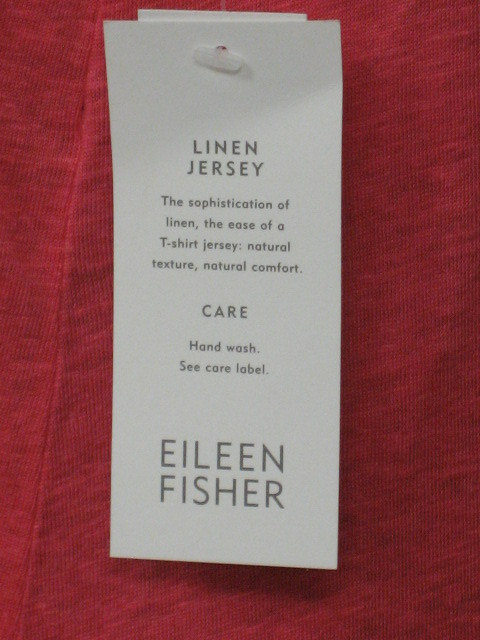 LINEN
JERSEY
The sophistication of
linen, the ease of a
T-shirt jersey: natural
texture, natural comfort.
CARE
Hand wash.
See care label.
EILEEN
FISHER